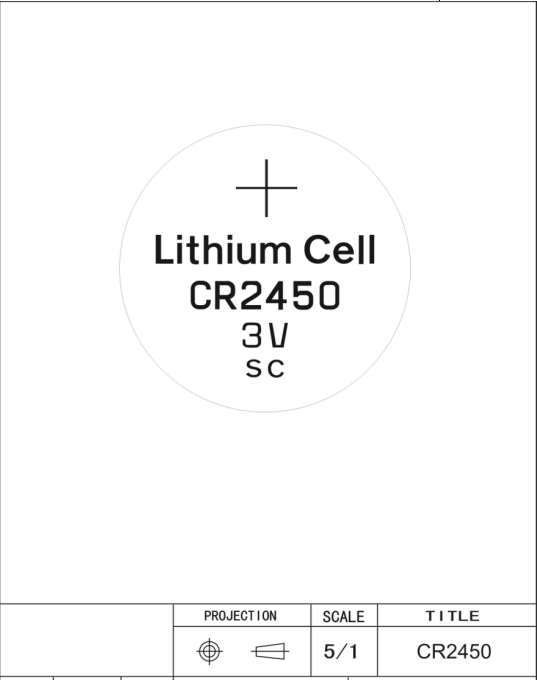 +
Lithium Cell
CR2450
3V
SC
PROJECTION SCALE TITLE
5/1 CR2450